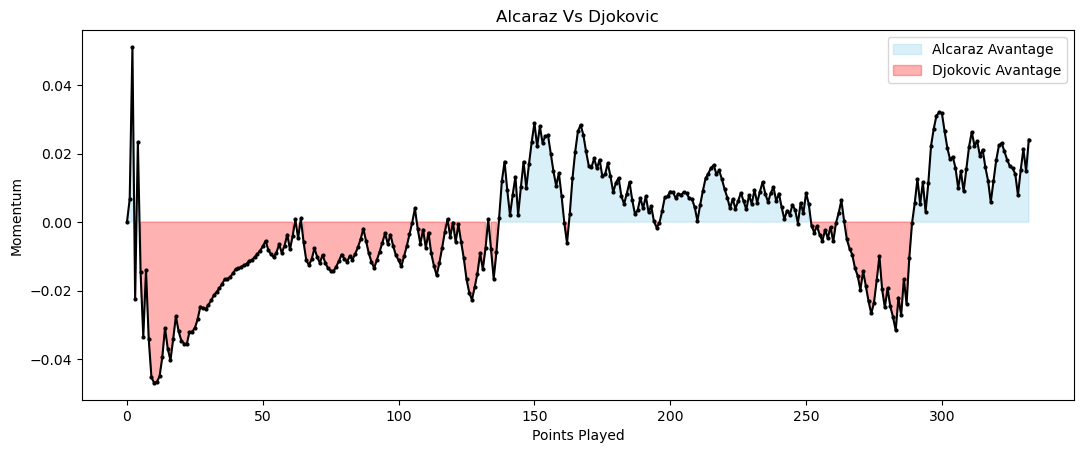 Alcaraz Vs Djokovic
Alcaraz Avantage
Djokovic Avantage
Momentum
0.04
0.02
0.00
−0.02
−0.04
0 50 100 150 200 250 300
Points Played